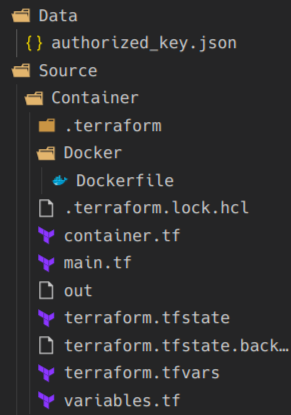 Data
{} authorized_key.json
Source
Container
.terraform
Docker
Dockerfile
.terraform.lock.hcl
container.tf
main.tf
out
terraform.tfstate
terraform.tfstate.back...
terraform.tfvars
variables.tf